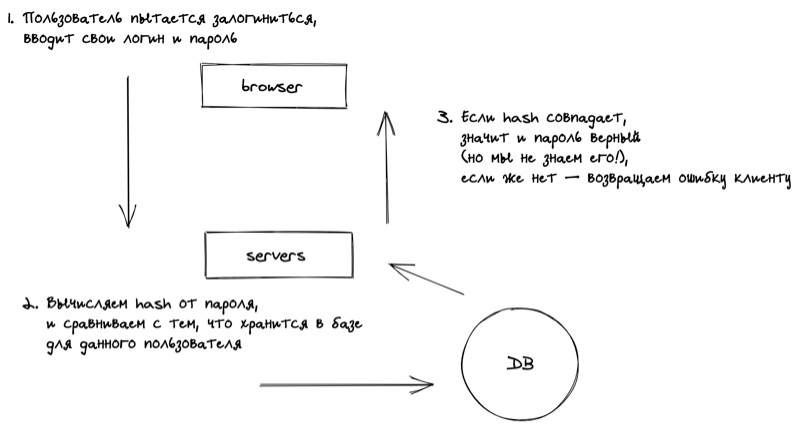 1. Пользователь пытается залогиниться,
вводит свои логин и пароль
browser
3. Если hash совпадает,
значит и пароль верный
(но мы не знаем его!),
если же нет — возвращаем ошибку клиенту
servers
2. Вычисляем hash от пароля,
и сравниваем с тем, что хранится в базе
для данного пользователя
DB